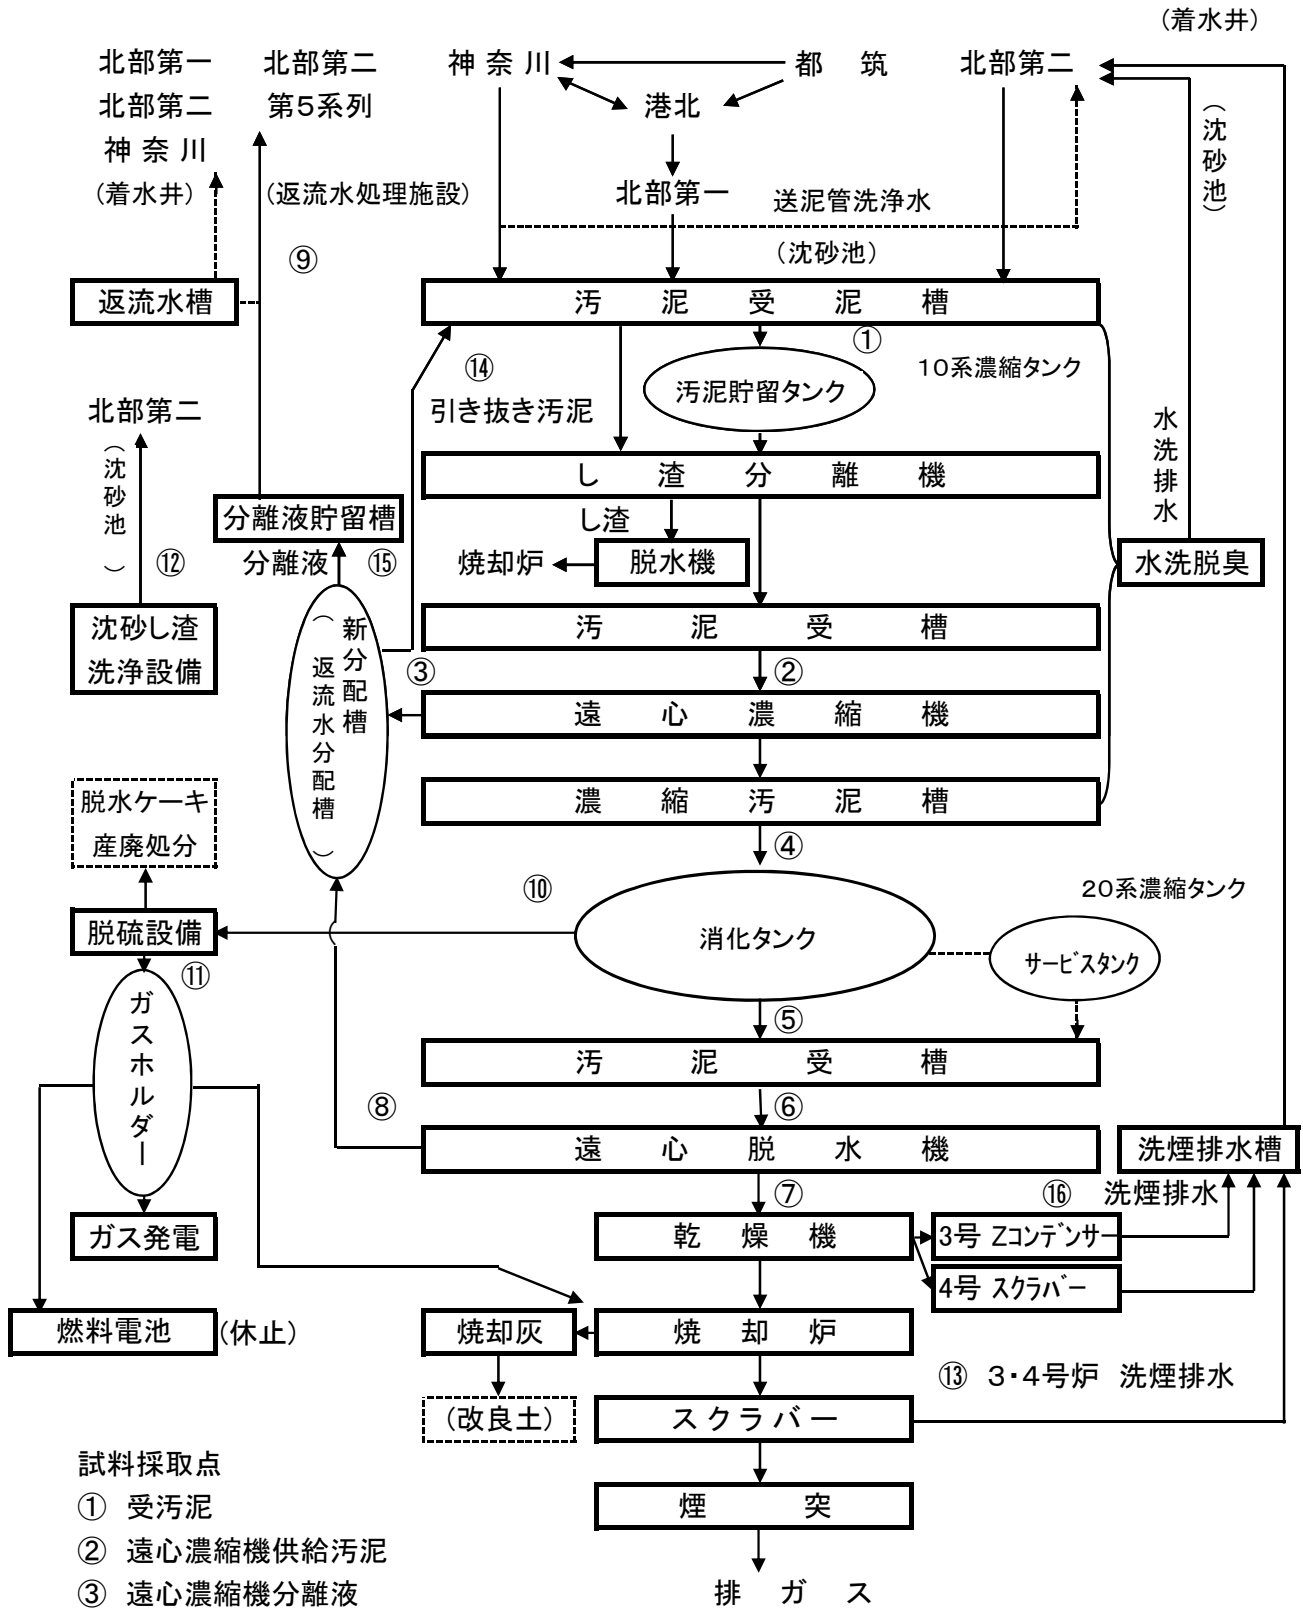 (着水井)
北部第一
北部第二
神奈川
都 筑
北部第二
北部第二
第5系列
港北
神奈川
(着水井)
(返流水処理施設)
北部第一
送泥管洗浄水
(沈砂池)
(沈砂池)
⑨
返流水槽
汚泥受泥槽
①
⑭
汚泥貯留タンク
10系濃縮タンク
引き抜き汚泥
北部第二
(沈砂池)
水洗排水
し渣分離機
分離液貯留槽
し渣
⑫
分離液
⑮
焼却炉
脱水機
水洗脱臭
沈砂し渣
洗浄設備
新分配槽
(返流水分配槽)
汚泥受槽
③
②
遠心濃縮機
脱水ケーキ
産廃処分
濃縮汚泥槽
④
⑩
20系濃縮タンク
脱硫設備
消化タンク
サービスタンク
⑪
ガスホルダー
⑤
汚泥受槽
⑧
⑥
遠心脱水機
洗煙排水槽
⑦
⑯
洗煙排水
ガス発電
乾燥機
3号 Zコンデンサー
4号 スクラバー
燃料電池
(休止)
焼却灰
焼却炉
⑬ 3・4号炉 洗煙排水
(改良土)
スクラバー
試料採取点
① 受汚泥
煙突
② 遠心濃縮機供給汚泥
③ 遠心濃縮機分離液
排ガス